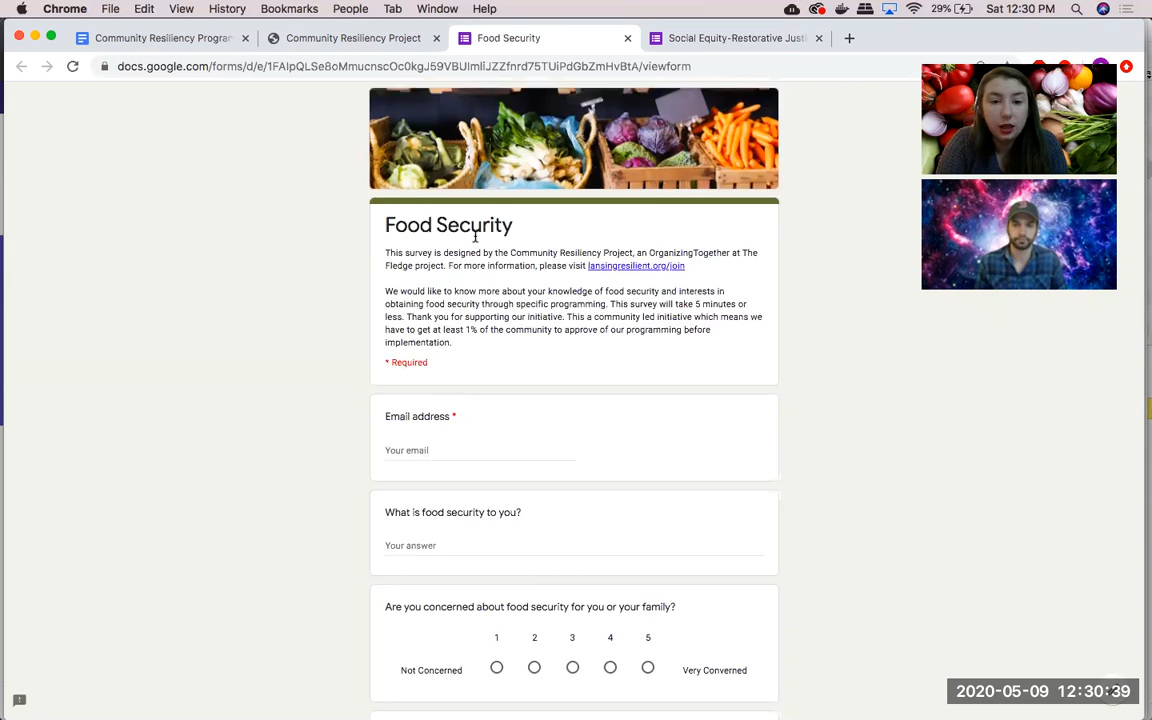 Chrome File Edit View History Bookmarks People Tab Window Help 29% Sat 12:30 PM
Community Resiliency Program Community Resiliency Project Food Security Social Equity-Restorative Justi
Food Security
This survey is designed by the Community Resiliency Project, an OrganizingTogether at The
Fledge project. For more information, please visit lansingresilient.org/join
We would like to know more about your knowledge of food security and interests in
obtaining food security through specific programming. This survey will take 5 minutes or
less. Thank you for supporting our initiative. This a community led initiative which means we
have to get at least 1% of the community to approve of our programming before
implementation.
* Required
Email address *
Your email
What is food security to you?
Your answer
Are you concerned about food security for you or your family?
1 2 3 4 5
Not Concerned Very Converned
2020-05-09 12:30:39